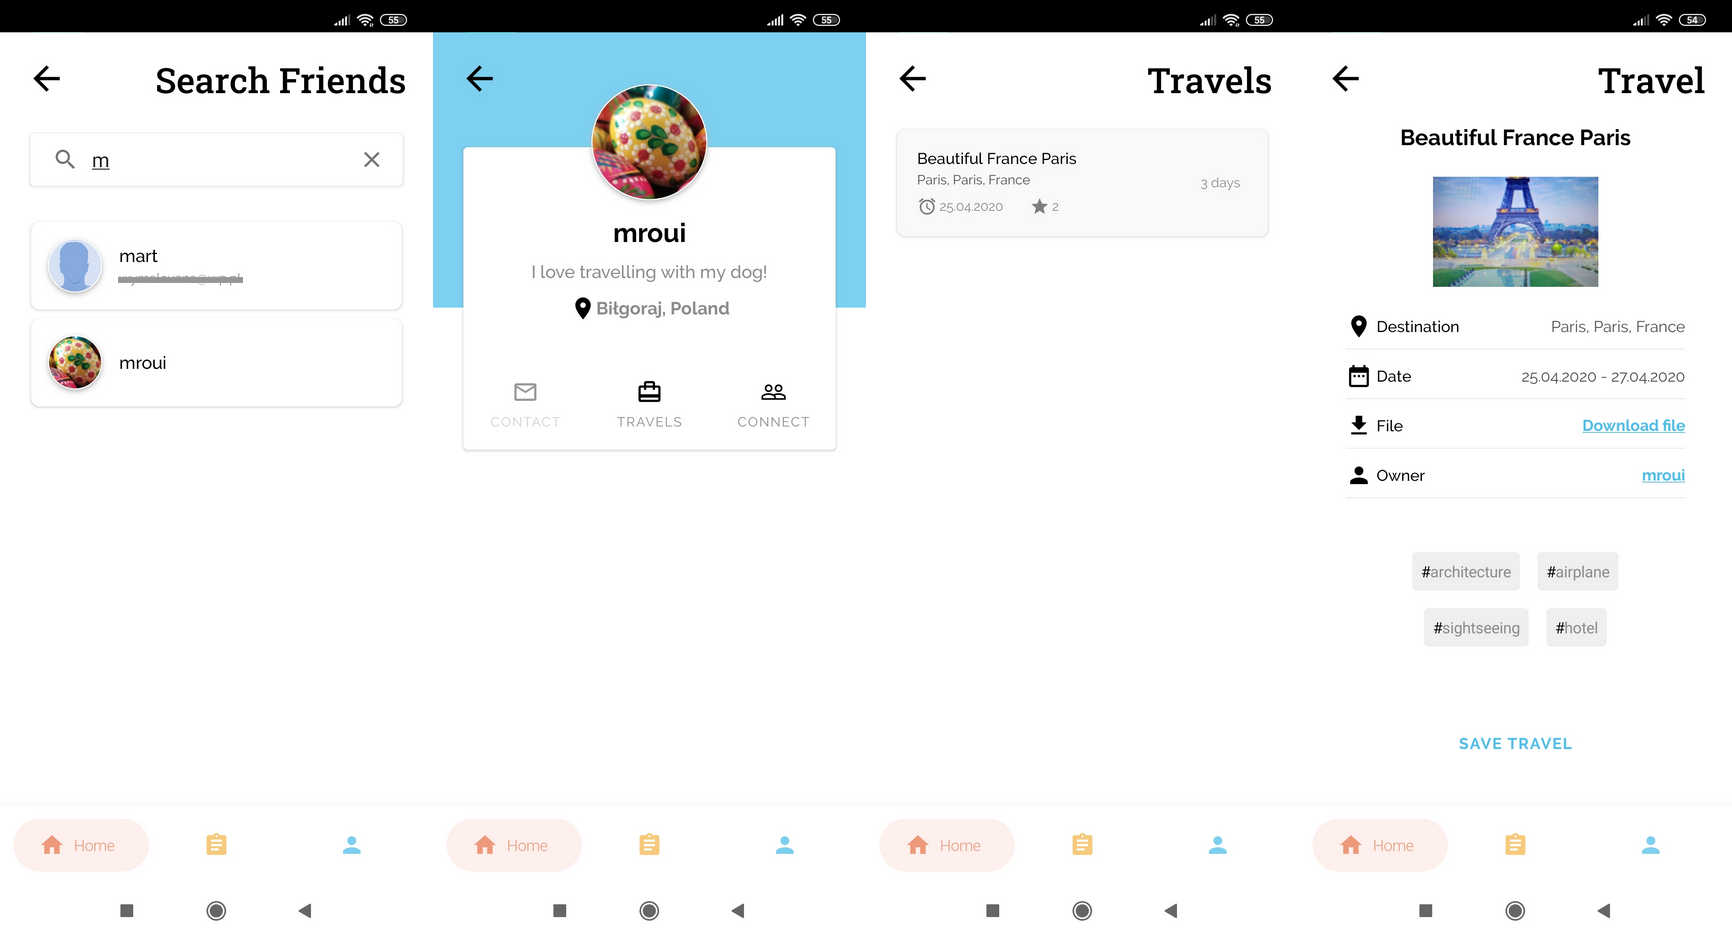 55
Search Friends
m
mart
mroui
Home
55
mroui
I love travelling with my dog!
Biłgoraj, Poland
CONTACT
TRAVELS
CONNECT
Home
55
Travels
Beautiful France Paris
Paris, Paris, France
3 days
25.04.2020
2
Home
54
Travel
Beautiful France Paris
Destination
Paris, Paris, France
Date
25.04.2020 - 27.04.2020
File
Download file
Owner
mroui
#architecture
#airplane
#sightseeing
#hotel
SAVE TRAVEL
Home